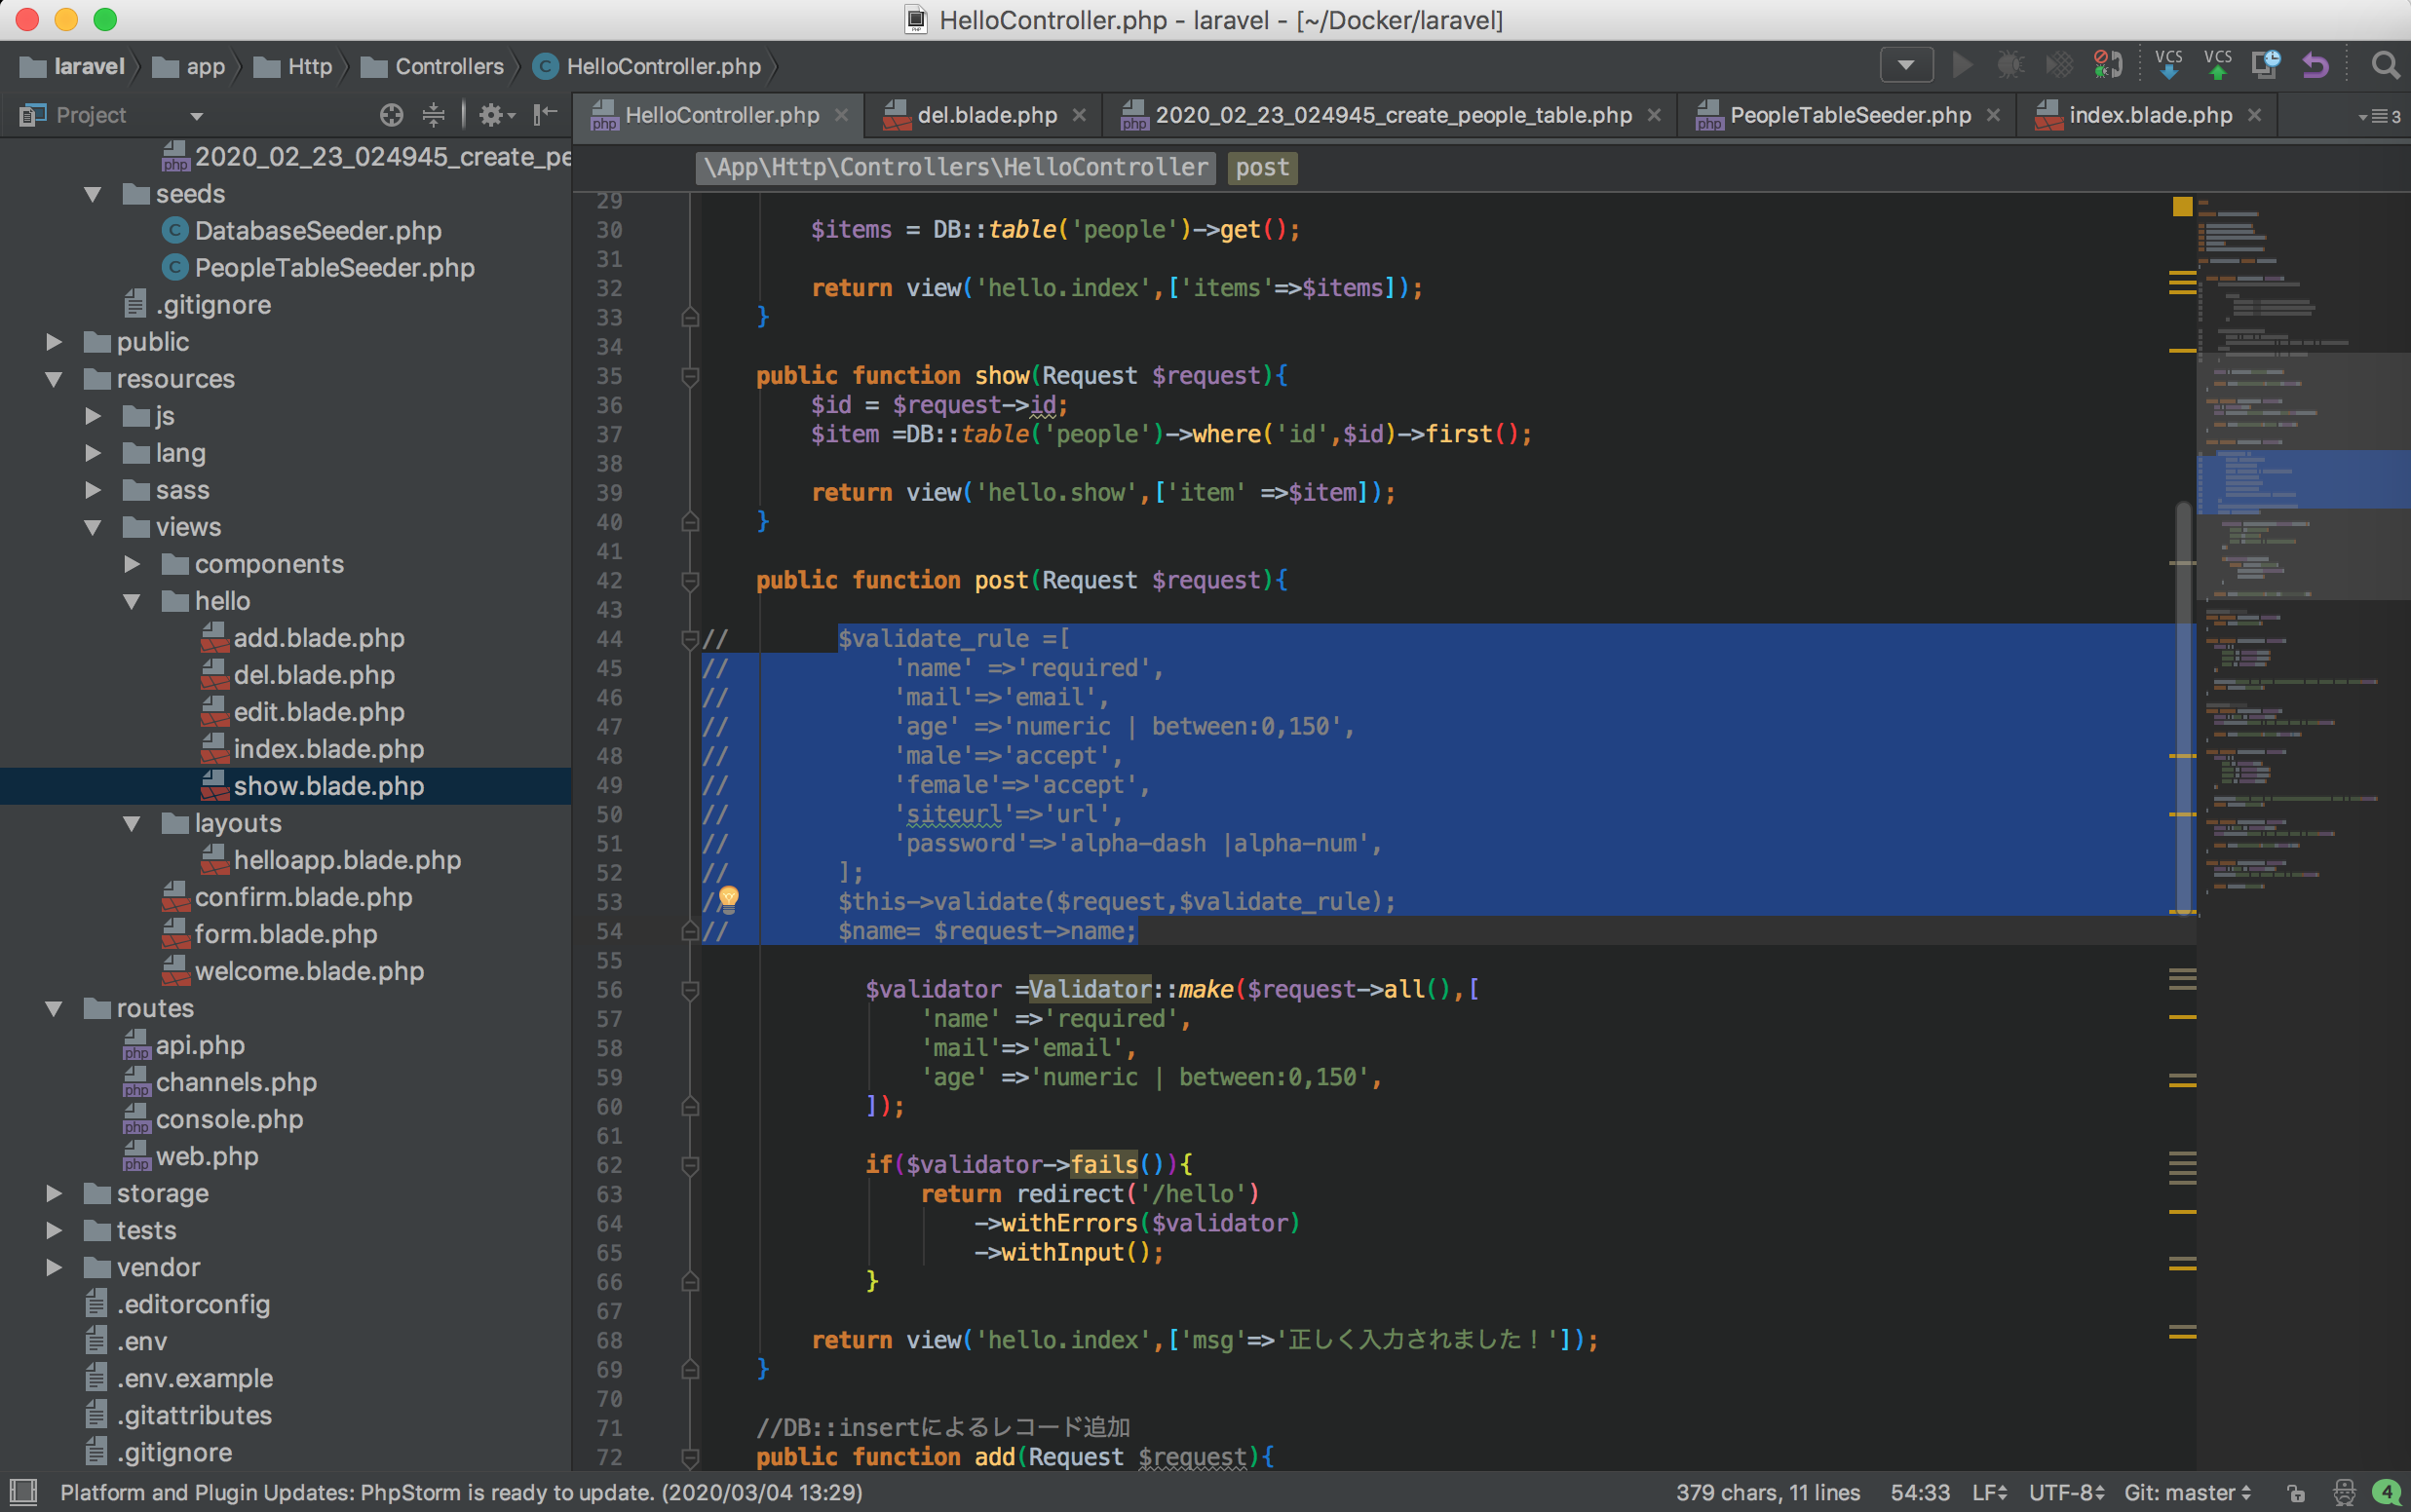 HelloController.php - laravel - [~/Docker/laravel]
laravel app Http Controllers HelloController.php
VCS VCS
Project
HelloController.php del.blade.php 2020_02_23_024945_create_people_table.php PeopleTableSeeder.php index.blade.php 3
2020_02_23_024945_create_pe
seeds
DatabaseSeeder.php
PeopleTableSeeder.php
.gitignore
public
resources
js
lang
sass
views
components
hello
add.blade.php
del.blade.php
edit.blade.php
index.blade.php
show.blade.php
layouts
helloapp.blade.php
confirm.blade.php
form.blade.php
welcome.blade.php
routes
api.php
channels.php
console.php
web.php
storage
tests
vendor
.editorconfig
.env
.env.example
.gitattributes
.gitignore
\App\Http\Controllers\HelloController post
29
30 $items = DB::table('people')->get();
31
32 return view('hello.index',['items'=>$items]);
33 }
34
35 public function show(Request $request){
36 $id = $request->id;
37 $item =DB::table('people')->where('id',$id)->first();
38
39 return view('hello.show',['item' =>$item]);
40 }
41
42 public function post(Request $request){
43
44 // $validate_rule =[
45 // 'name' =>'required',
46 // 'mail'=>'email',
47 // 'age' =>'numeric | between:0,150',
48 // 'male'=>'accept',
49 // 'female'=>'accept',
50 // 'siteurl'=>'url',
51 // 'password'=>'alpha-dash |alpha-num',
52 // ];
53 // $this->validate($request,$validate_rule);
54 // $name= $request->name;
55
56 $validator =Validator::make($request->all(),[
57 'name' =>'required',
58 'mail'=>'email',
59 'age' =>'numeric | between:0,150',
60 ]);
61
62 if($validator->fails()){
63 return redirect('/hello')
64 ->withErrors($validator)
65 ->withInput();
66 }
67
68 return view('hello.index',['msg'=>'正しく入力されました！']);
69 }
70
71 //DB::insertによるレコード追加
72 public function add(Request $request){
Platform and Plugin Updates: PhpStorm is ready to update. (2020/03/04 13:29) 379 chars, 11 lines 54:33 LF UTF-8 Git: master 4